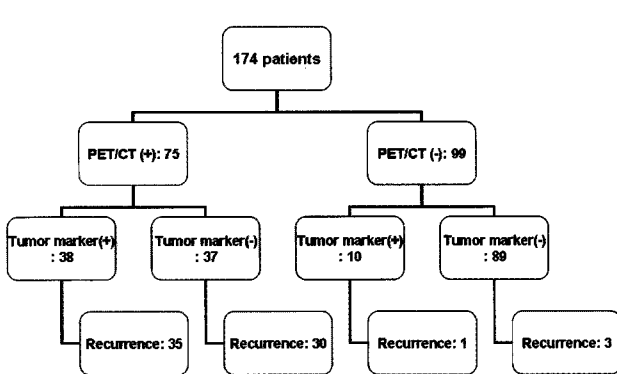 174 patients
PET/CT (+): 75
PET/CT (-): 99
Tumor marker(+)
: 38
Tumor marker(-)
: 37
Tumor marker(+)
: 10
Tumor marker(-)
: 89
Recurrence: 35
Recurrence: 30
Recurrence: 1
Recurrence: 3